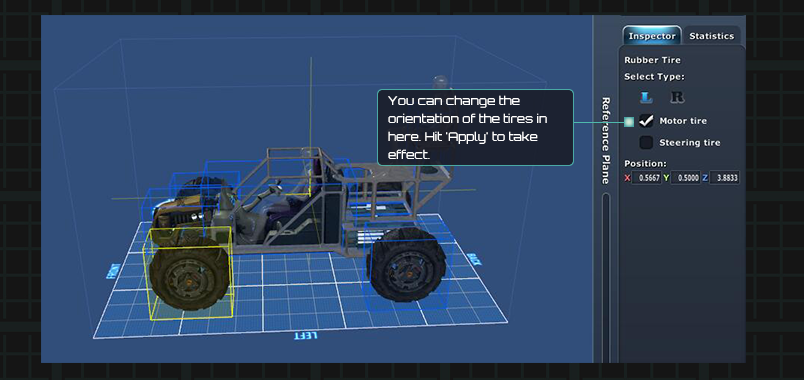 Inspector Statistics
Rubber Tire
Select Type:
L R
You can change the
orientation of the tires in
here. Hit 'Apply' to take
effect.
Motor tire
Steering tire
Position:
X 0.5667 Y 0.5000 Z 3.8833
Reference Plane
FRONT
BACK
LEFT